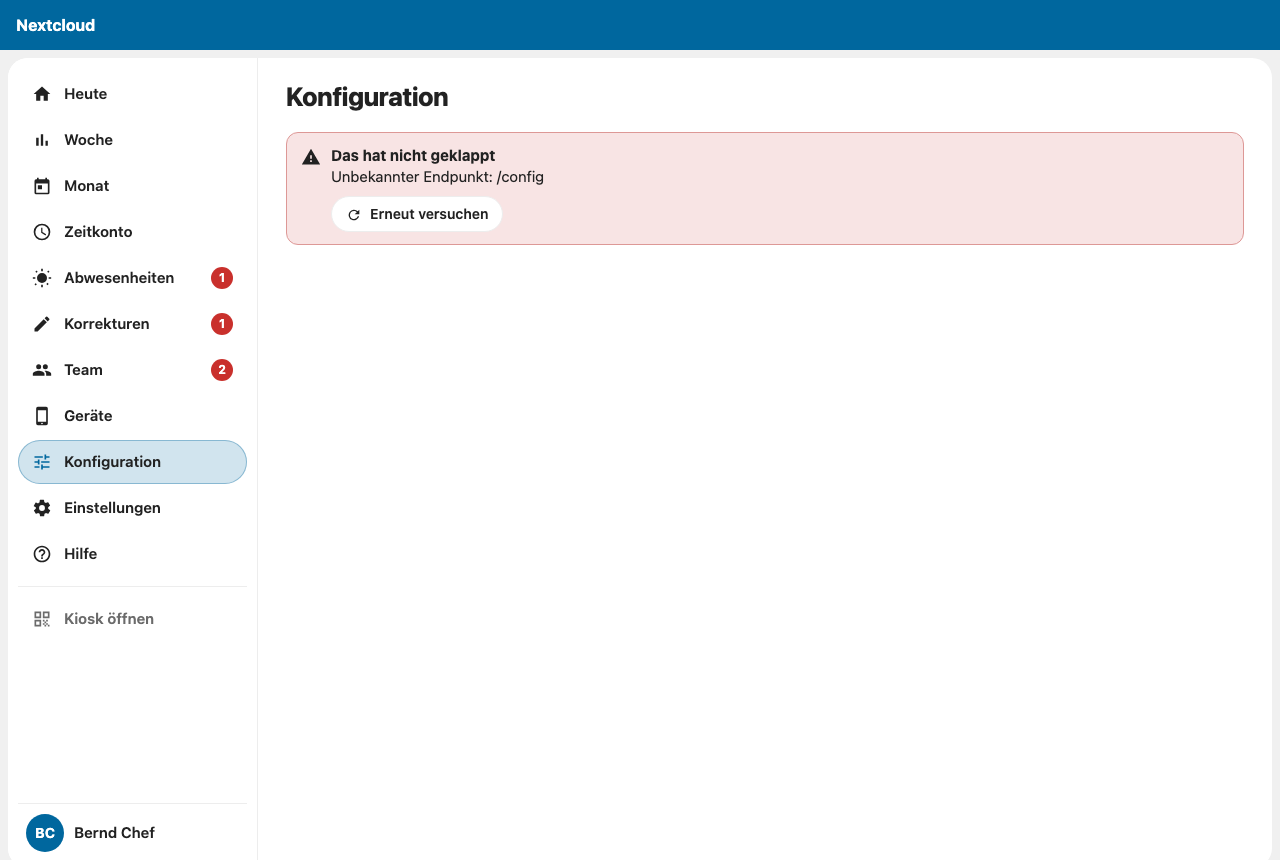 Nextcloud
Heute
Woche
Monat
Zeitkonto
Abwesenheiten 1
Korrekturen 1
Team 2
Geräte
Konfiguration
Einstellungen
Hilfe
Kiosk öffnen
BC Bernd Chef
Konfiguration
Das hat nicht geklappt
Unbekannter Endpunkt: /config
Erneut versuchen